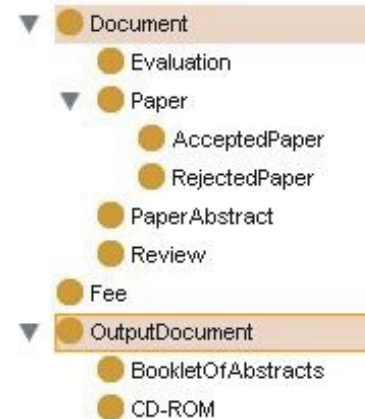 Document
Evaluation
Paper
AcceptedPaper
RejectedPaper
PaperAbstract
Review
Fee
OutputDocument
BookletOfAbstracts
CD-ROM